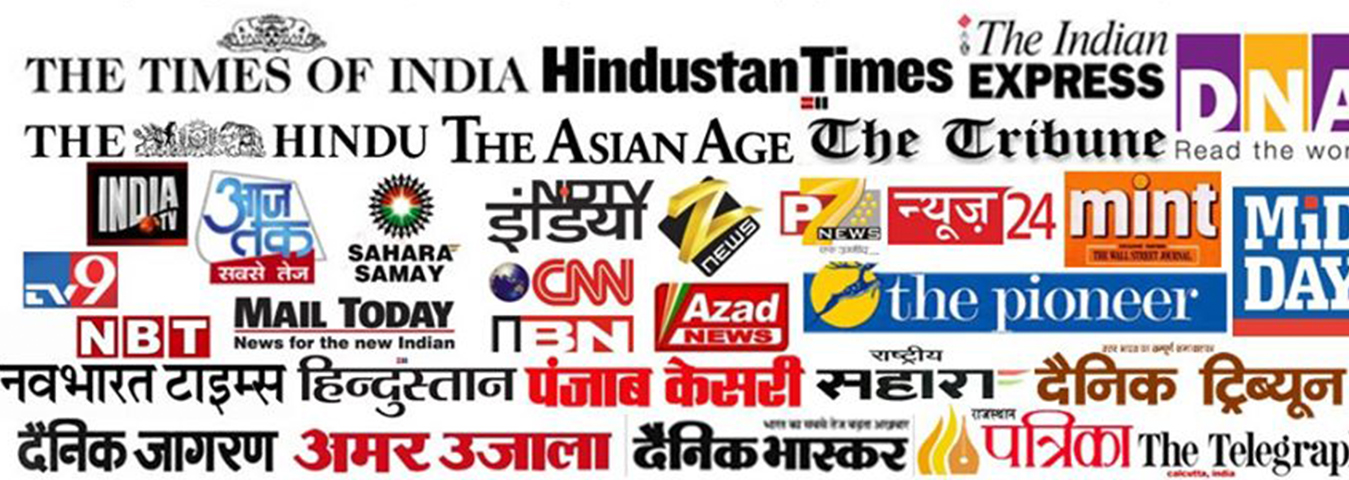 THE TIMES OF INDIA
HindustanTimes
The Indian
EXPRESS
DNA
Read the wor
THE HINDU
THE ASIAN AGE
The Tribune
INDIA
TV
आज
तक
सबसे तेज
SAHARA
SAMAY
NDTV
इंडिया
Z
NEWS
P7
NEWS
न्यूज़ 24
mint
THE WALL STREET JOURNAL
MiD
DAY
TV9
CNN
IBN
Azad
NEWS
the pioneer
NBT
MAIL TODAY
News for the new Indian
नवभारत टाइम्स
हिन्दुस्तान
पंजाब केसरी
राष्ट्रीय
सहारा
दैनिक ट्रिब्यून
दैनिक जागरण
अमर उजाला
भारत का सबसे तेज बढ़ता अखबार
दैनिक भास्कर
राजस्थान
पत्रिका
The Telegrap
calcutta, india